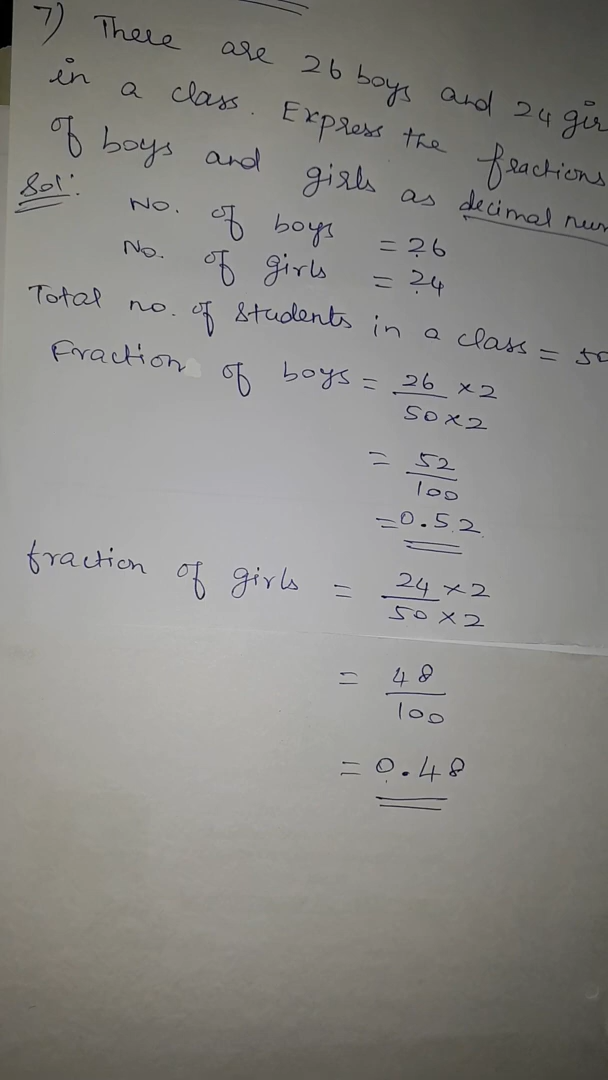 7) There are 26 boys and 24 gir
in a class. Express the fractions
of boys and girls as decimal num
Sol:
No. of boys = 26
No. of girls = 24
Total no. of students in a class = 50
Fraction of boys = 26 × 2
50 × 2
= 52
100
= 0.52
fraction of girls = 24 × 2
50 × 2
= 48
100
= 0.48